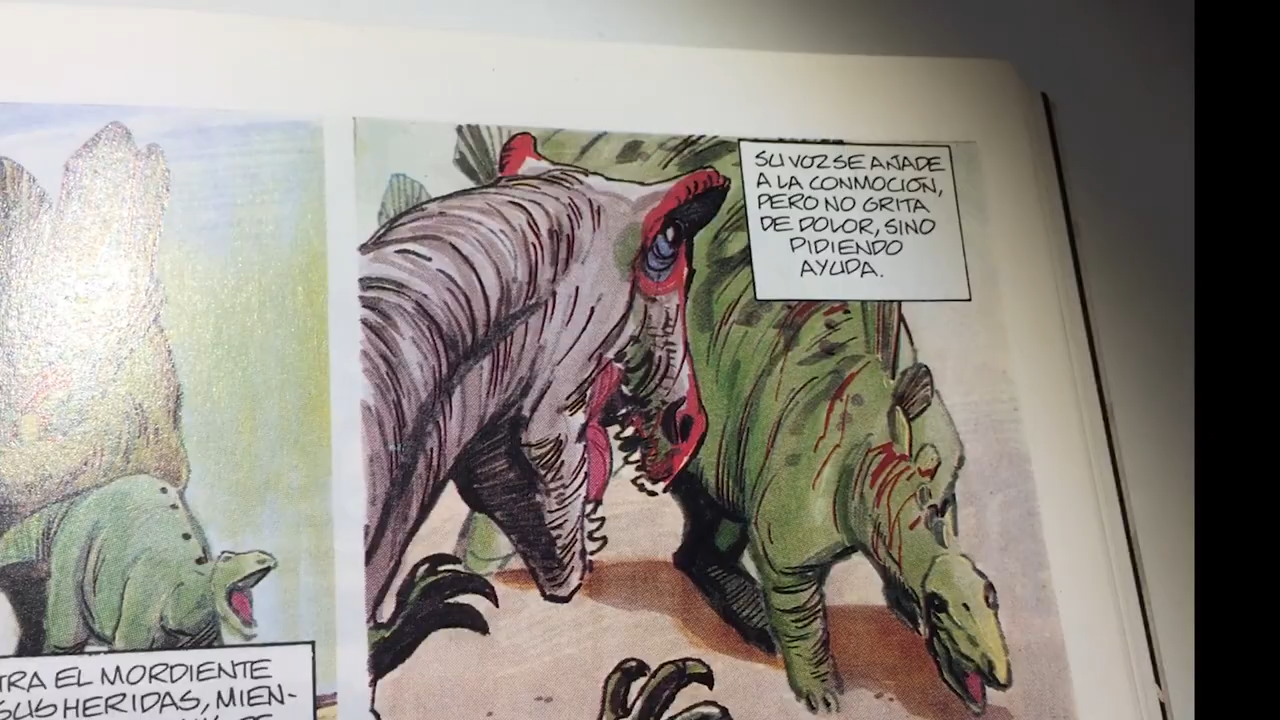 TRA EL MORDIENTE
SUS HERIDAS, MIEN-
SU VOZ SE AÑADE
A LA CONMOCIÓN,
PERO NO GRITA
DE DOLOR, SINO
PIDIENDO
AYUDA.